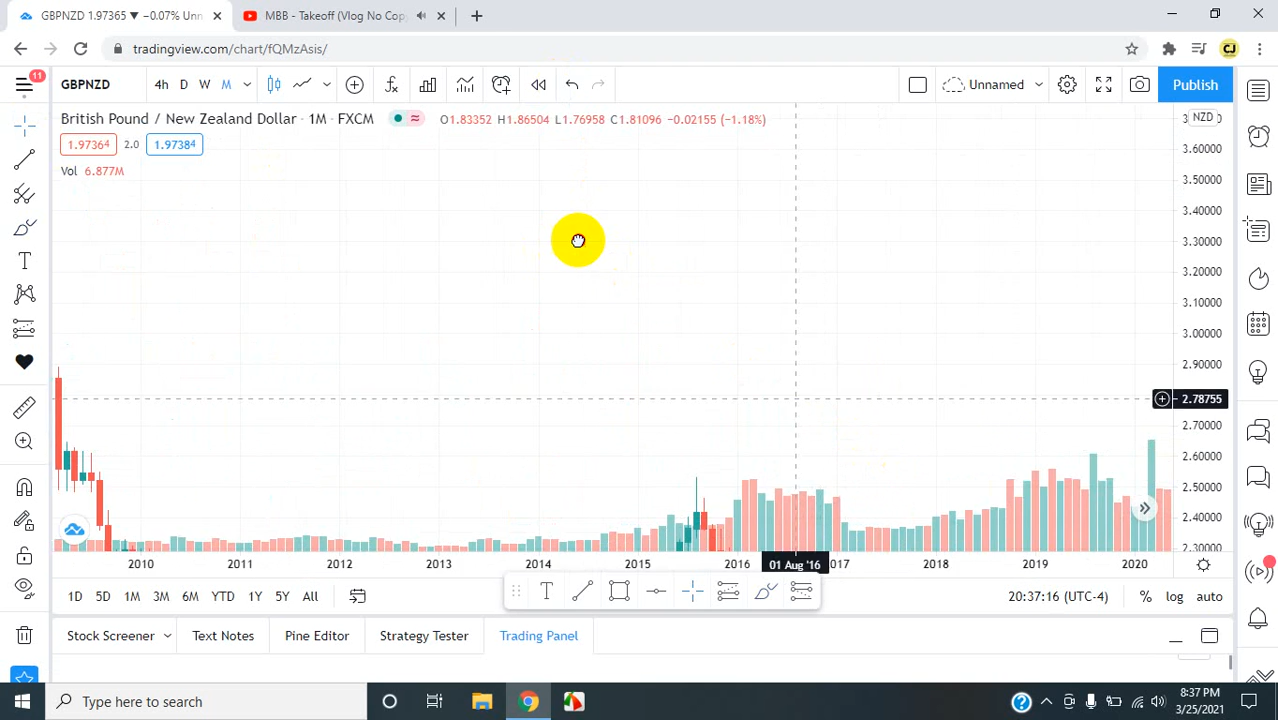 GBPNZD 1.97365 ▼ −0.07% Unn
MBB - Takeoff (Vlog No Cop
tradingview.com/chart/fQMzAsis/
CJ
11
GBPNZD
4h D W M
Unnamed
Publish
British Pound / New Zealand Dollar · 1M · FXCM
O1.83352 H1.86504 L1.76958 C1.81096 −0.02155 (−1.18%)
NZD
1.97364 2.0 1.97384
Vol 6.877M
3.60000
3.50000
3.40000
3.30000
3.20000
3.10000
3.00000
2.90000
2.78755
2.70000
2.60000
2.50000
2.40000
2.30000
2010 2011 2012 2013 2014 2015 2016 01 Aug '16 2017 2018 2019 2020
1D 5D 1M 3M 6M YTD 1Y 5Y All
20:37:16 (UTC-4) % log auto
Stock Screener Text Notes Pine Editor Strategy Tester Trading Panel
Type here to search
8:37 PM
3/25/2021